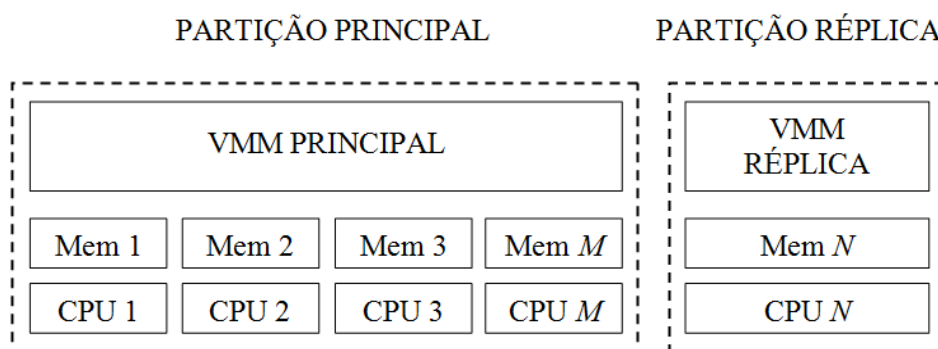 PARTIÇÃO PRINCIPAL
PARTIÇÃO RÉPLICA
VMM PRINCIPAL
VMM
RÉPLICA
Mem 1
Mem 2
Mem 3
Mem M
Mem N
CPU 1
CPU 2
CPU 3
CPU M
CPU N